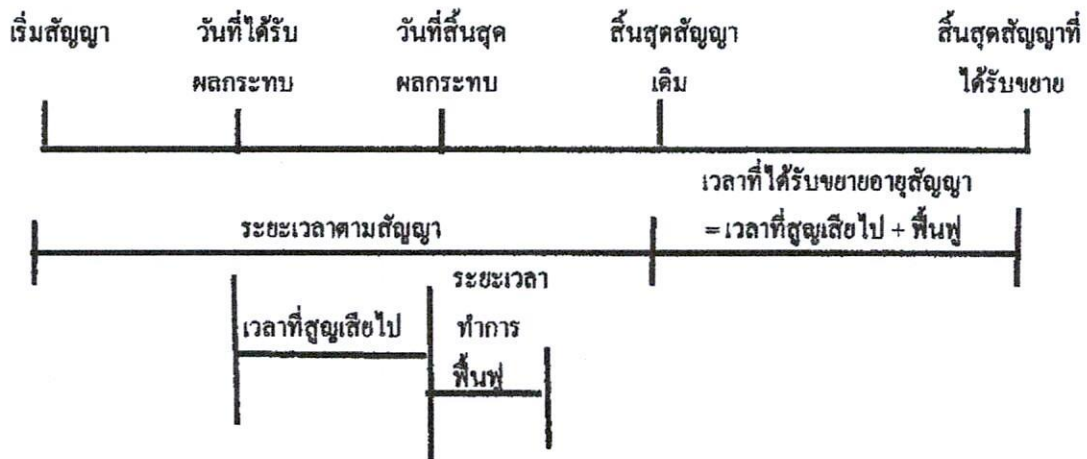 เริ่มสัญญา วันที่ได้รับ วันที่สิ้นสุด สิ้นสุดสัญญา สิ้นสุดสัญญาที่
ผลกระทบ ผลกระทบ เดิม ได้รับขยาย
เวลาที่ได้รับขยายอายุสัญญา
ระยะเวลาตามสัญญา = เวลาที่สูญเสียไป + ฟื้นฟู
ระยะเวลา
เวลาที่สูญเสียไป ทำการ
ฟื้นฟู